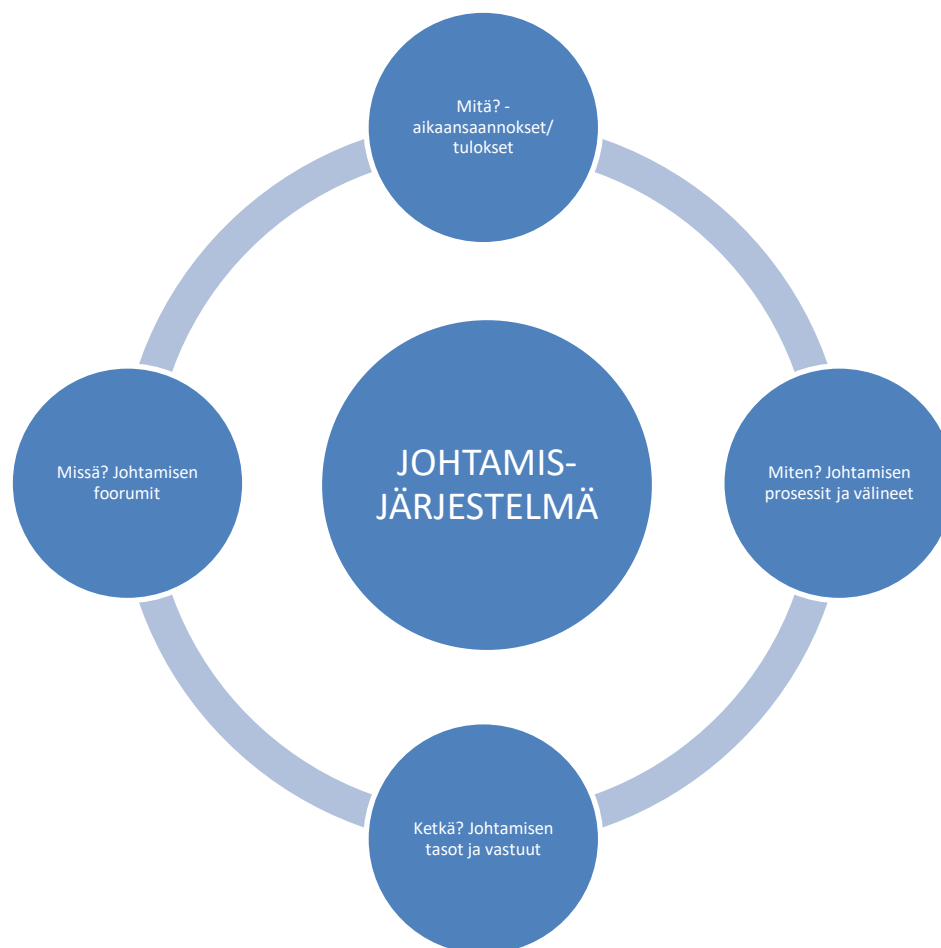 Mitä? -
aikaansaannokset/
tulokset
Missä? Johtamisen
foorumit
JOHTAMIS-
JÄRJESTELMÄ
Miten? Johtamisen
prosessit ja välineet
Ketkä? Johtamisen
tasot ja vastuut